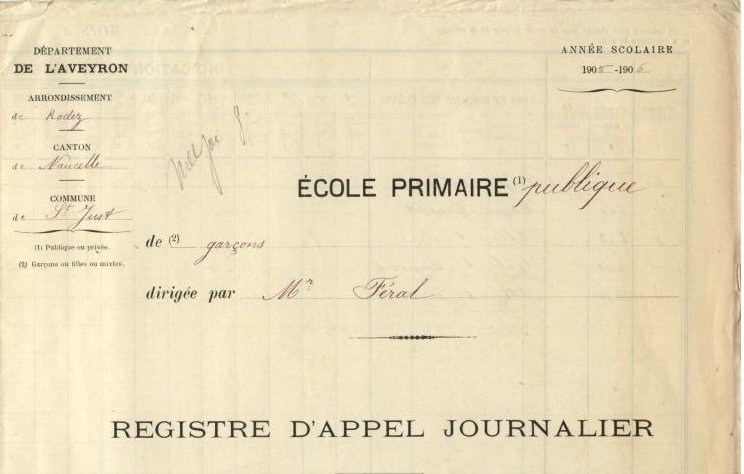 DÉPARTEMENT
DE L'AVEYRON
ARRONDISSEMENT
de Rodez
CANTON
de Naucelle
COMMUNE
de St Just
(1) Publique ou privée.
(2) Garçons ou filles ou mixtes.
ANNÉE SCOLAIRE
1905-1906
ÉCOLE PRIMAIRE (1) publique
de (2) garçons
dirigée par Mr Féral
REGISTRE D'APPEL JOURNALIER